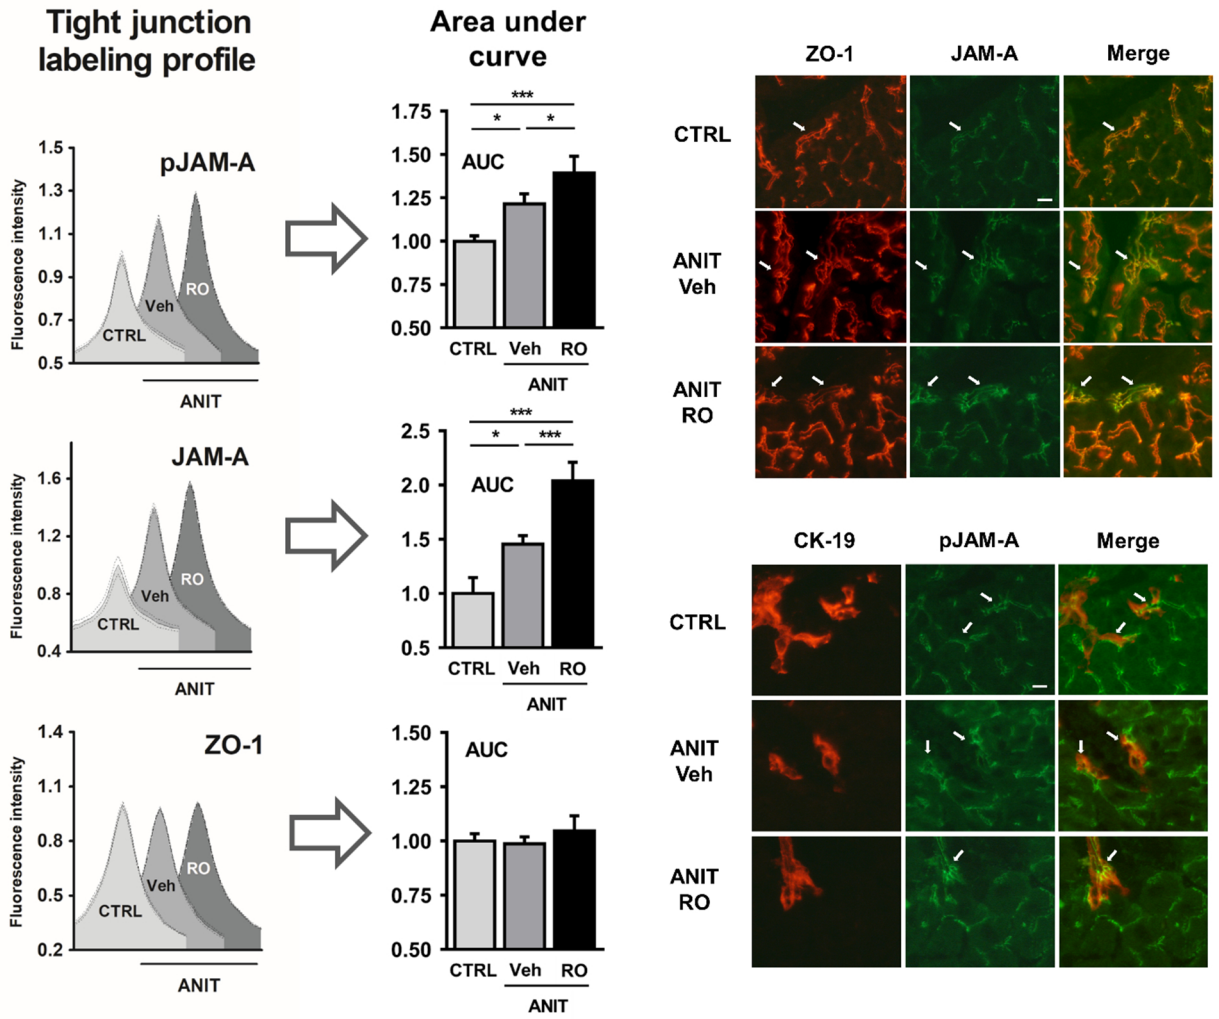 Tight junction
labeling profile
Area under
curve
pJAM-A
Fluorescence intensity
1.5
1.3
1.1
0.9
0.7
0.5
CTRL
Veh
RO
ANIT
AUC
***
*
*
1.75
1.50
1.25
1.00
0.75
0.50
CTRL
Veh
RO
ANIT
JAM-A
Fluorescence intensity
1.6
1.2
0.8
0.4
CTRL
Veh
RO
ANIT
AUC
***
*
***
2.5
2.0
1.5
1.0
0.5
CTRL
Veh
RO
ANIT
ZO-1
Fluorescence intensity
1.4
1.1
0.8
0.5
0.2
CTRL
Veh
RO
ANIT
AUC
1.50
1.25
1.00
0.75
0.50
CTRL
Veh
RO
ANIT
ZO-1
JAM-A
Merge
CTRL
ANIT
Veh
ANIT
RO
CK-19
pJAM-A
Merge
CTRL
ANIT
Veh
ANIT
RO